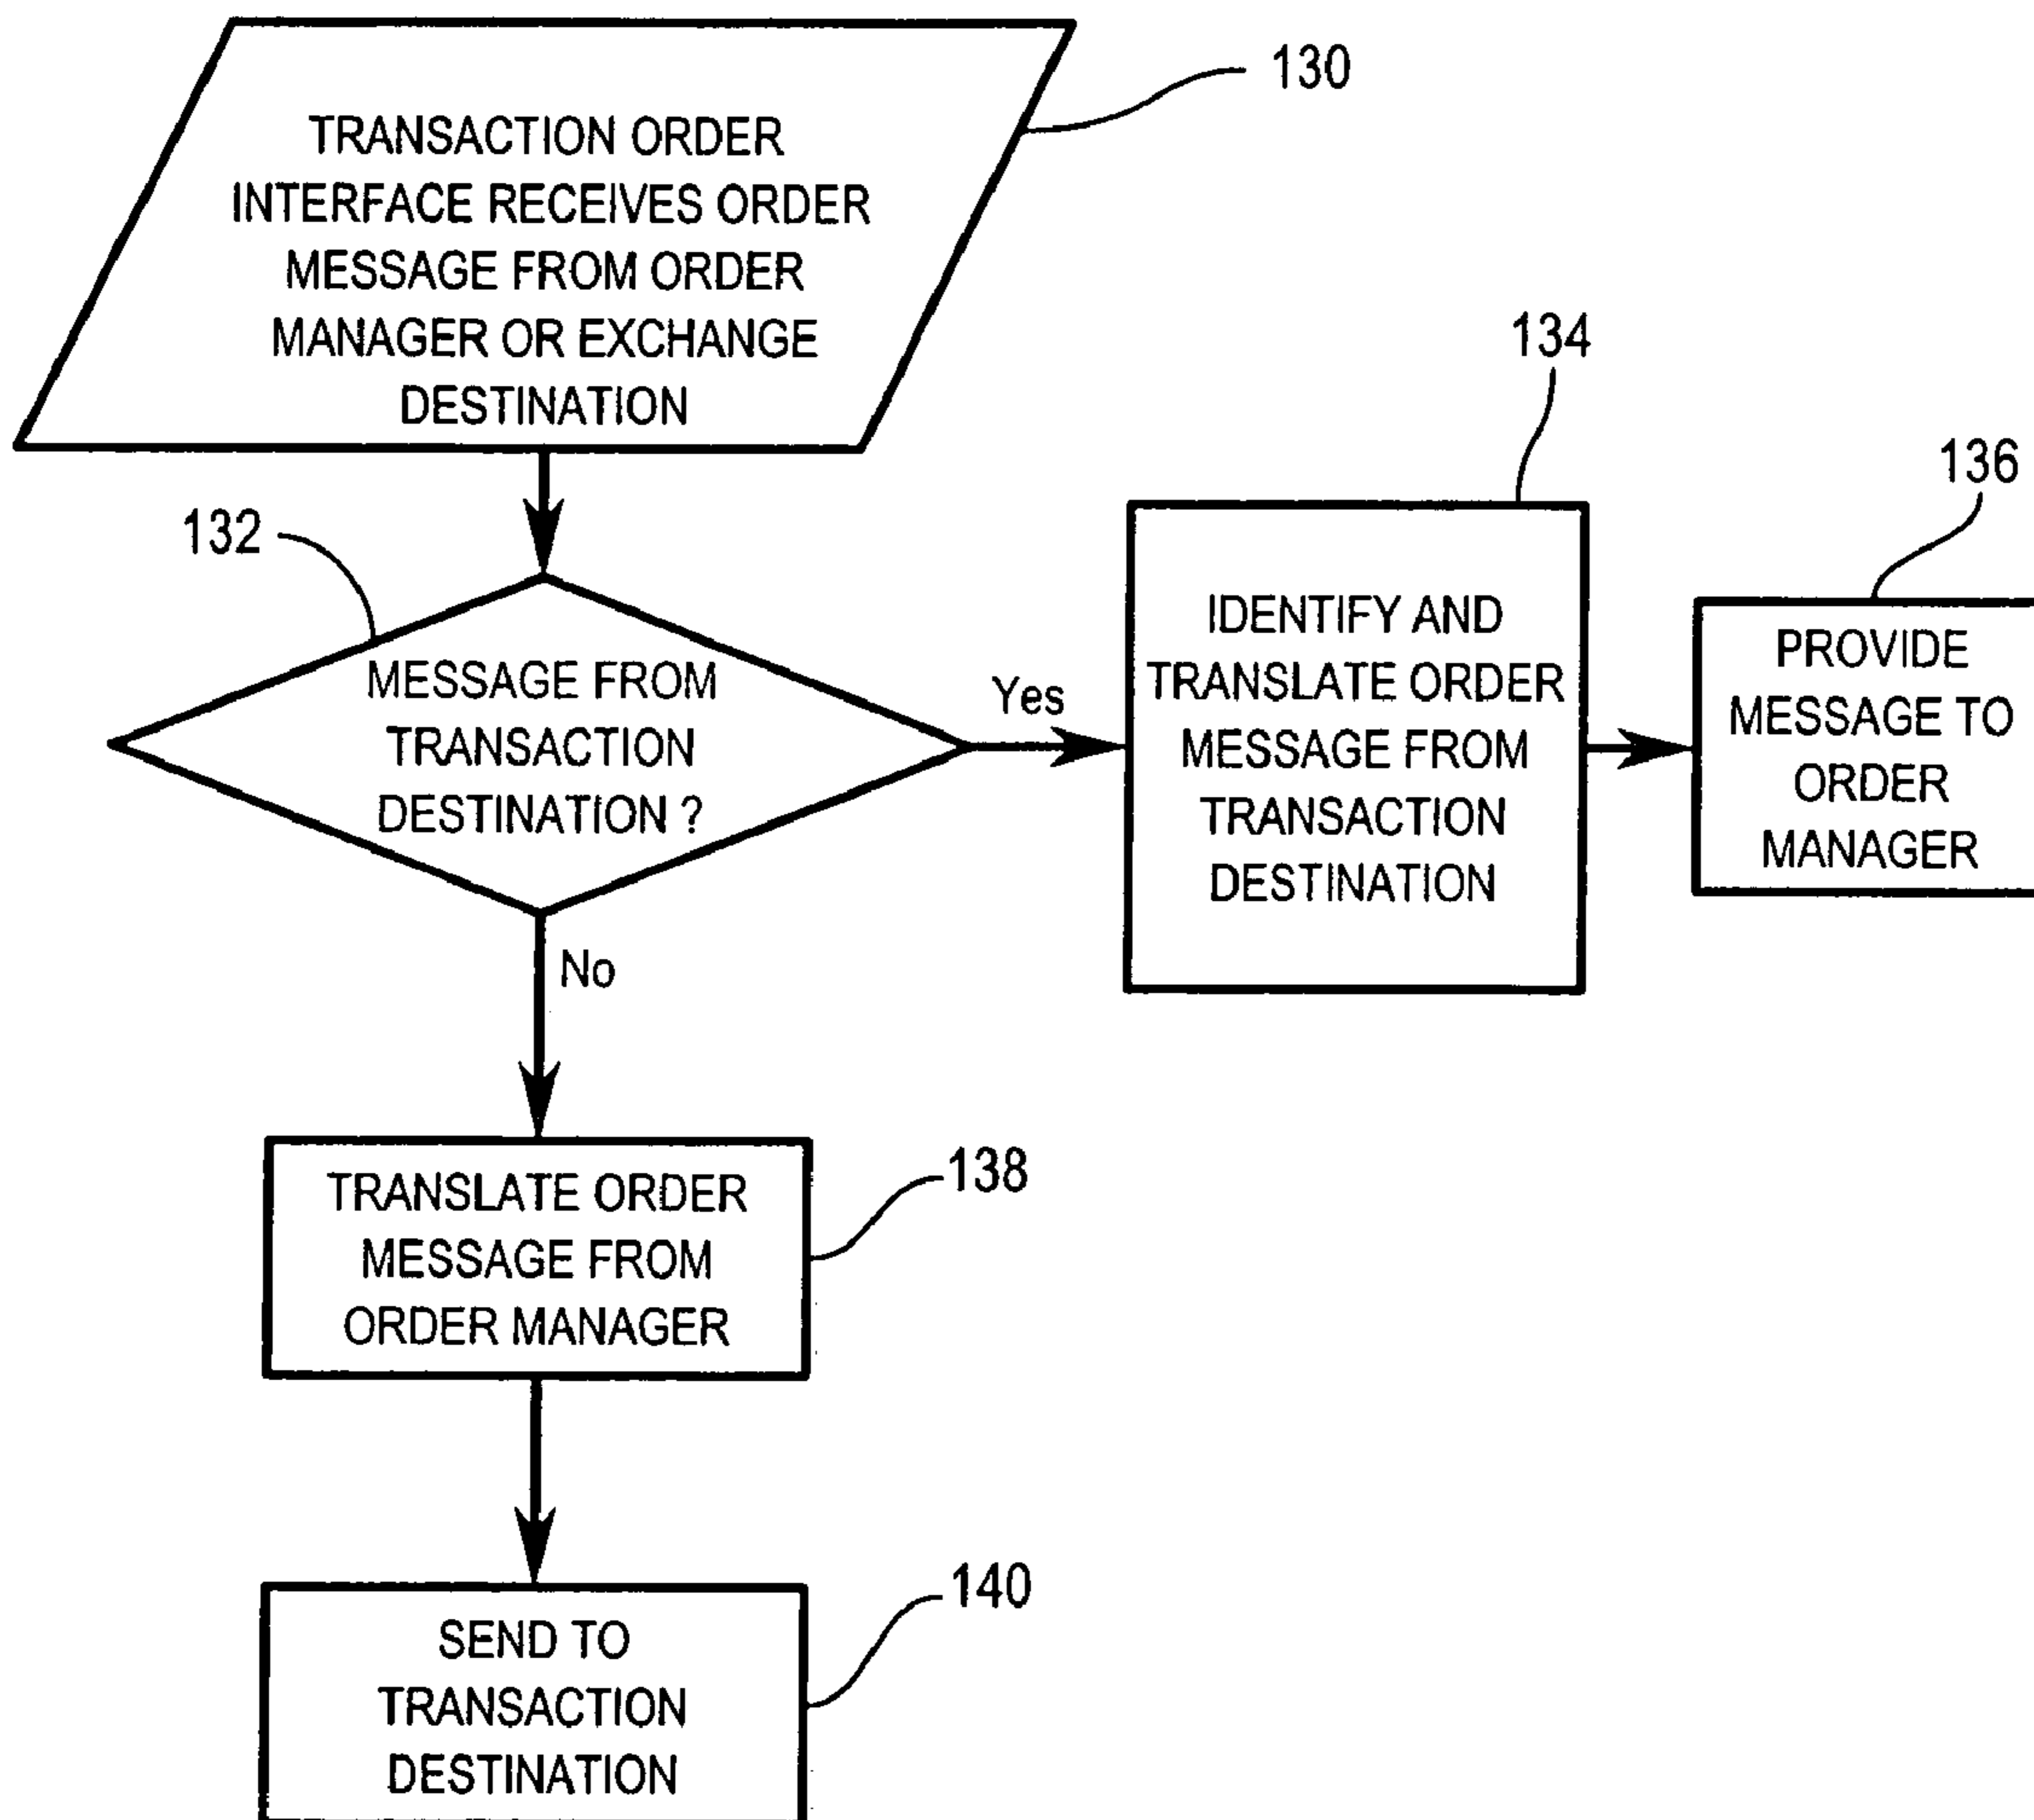 TRANSACTION ORDER
INTERFACE RECEIVES ORDER
MESSAGE FROM ORDER
MANAGER OR EXCHANGE
DESTINATION
130
132
MESSAGE FROM
TRANSACTION
DESTINATION ?
Yes
No
134
IDENTIFY AND
TRANSLATE ORDER
MESSAGE FROM
TRANSACTION
DESTINATION
136
PROVIDE
MESSAGE TO
ORDER
MANAGER
TRANSLATE ORDER
MESSAGE FROM
ORDER MANAGER
138
SEND TO
TRANSACTION
DESTINATION
140